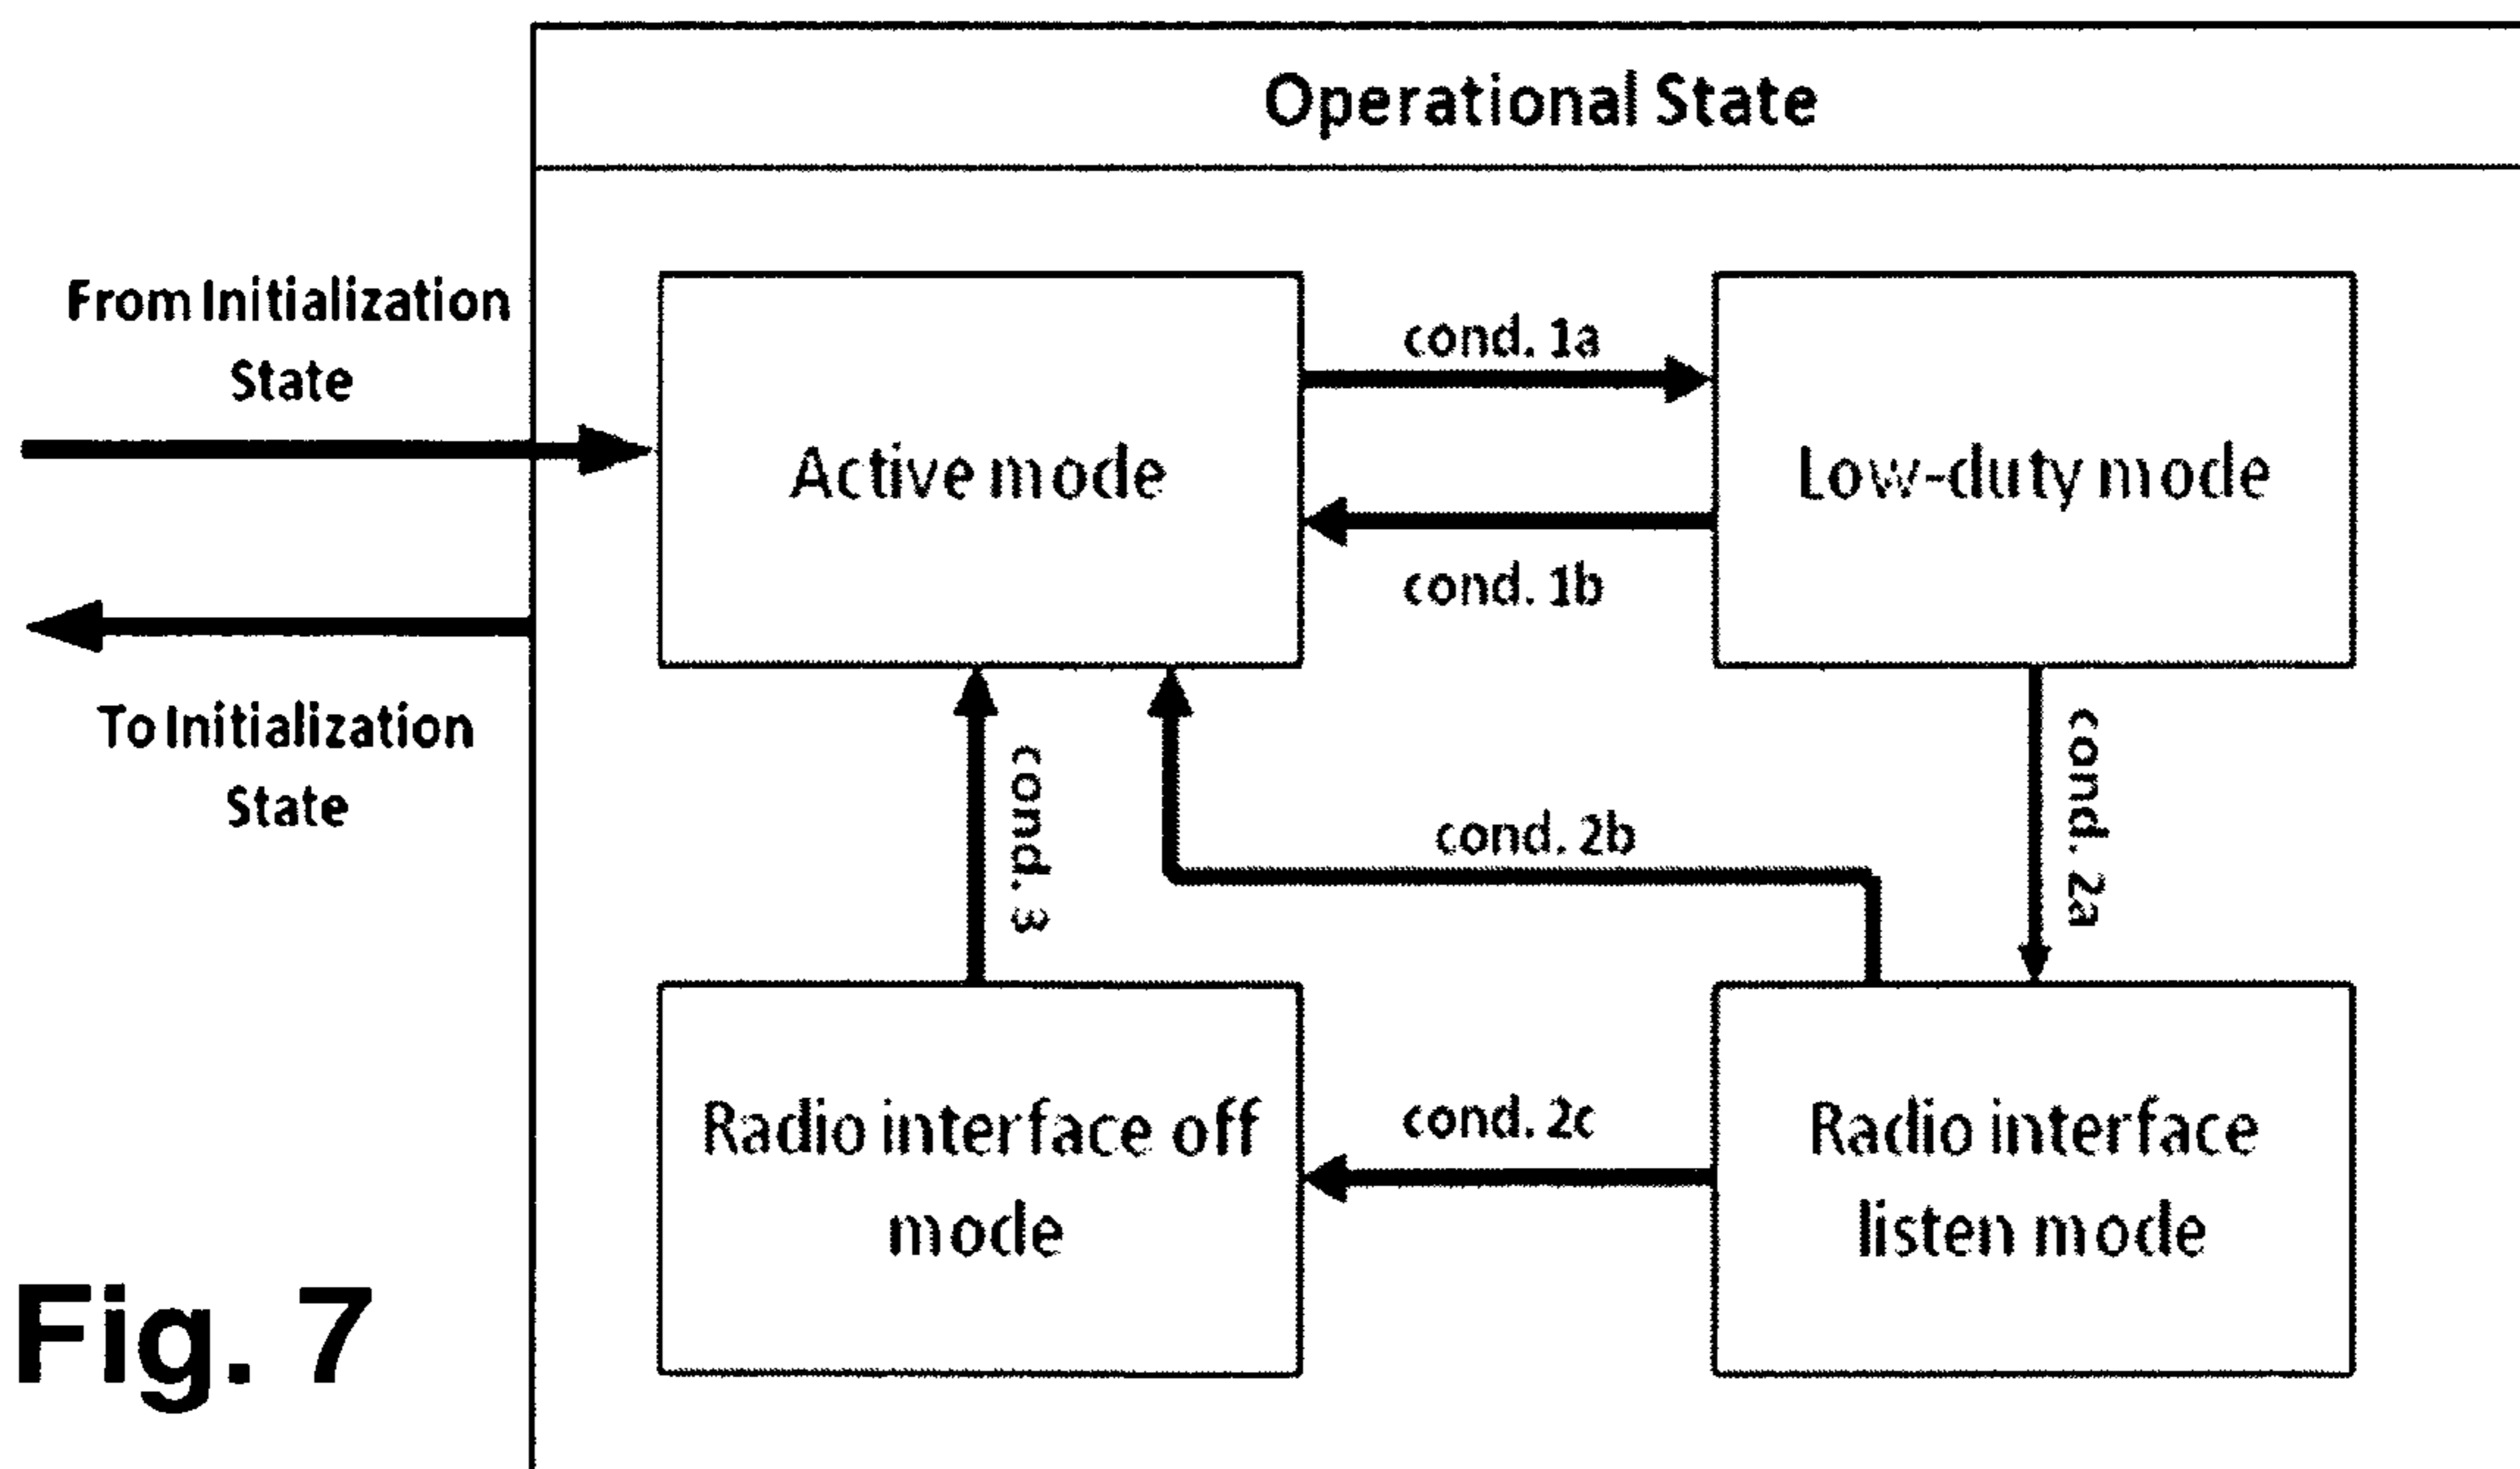 Operational State
From Initialization
State
cond. 1a
Active mode
Low-duty mode
cond. 1b
To Initialization
State
cond. 3
cond. 2b
cond. 2a
Radio interface off
mode
cond. 2c
Radio interface
listen mode
Fig. 7